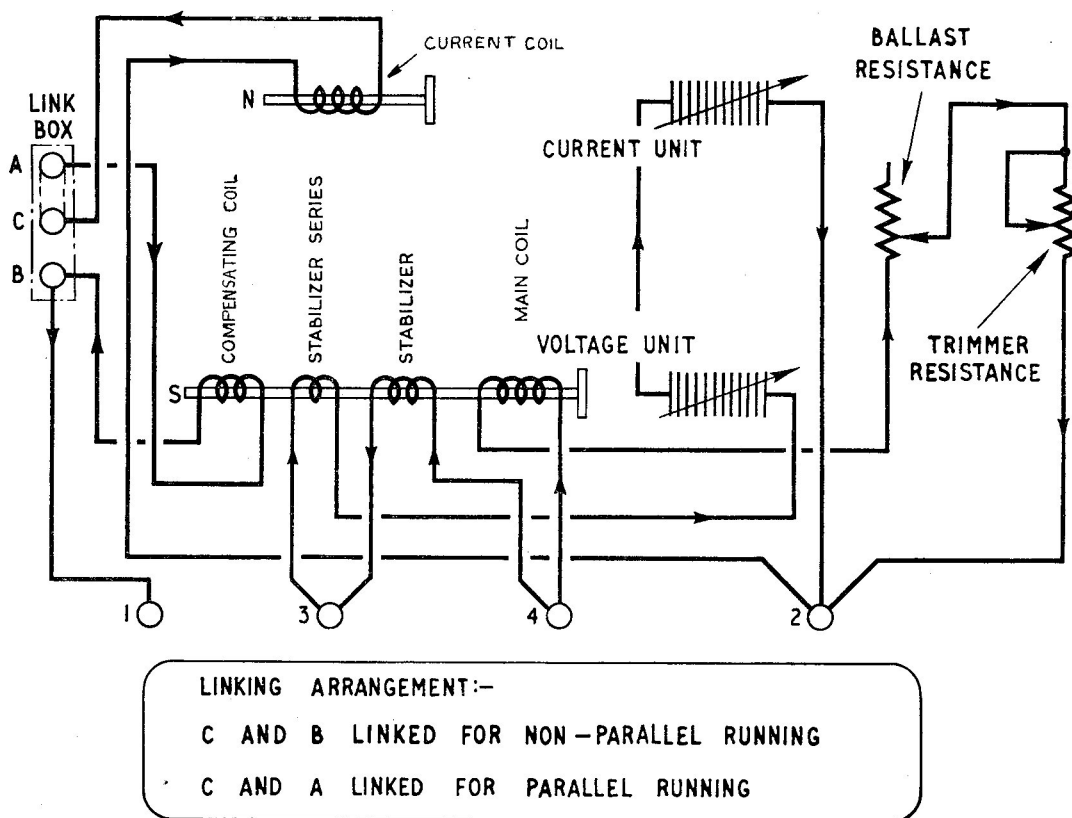 CURRENT COIL
BALLAST
RESISTANCE
LINK
BOX
N
A
C
B
CURRENT UNIT
COMPENSATING COIL
STABILIZER SERIES
STABILIZER
MAIN COIL
VOLTAGE UNIT
TRIMMER
RESISTANCE
S
1
3
4
2
LINKING ARRANGEMENT:-
C AND B LINKED FOR NON-PARALLEL RUNNING
C AND A LINKED FOR PARALLEL RUNNING